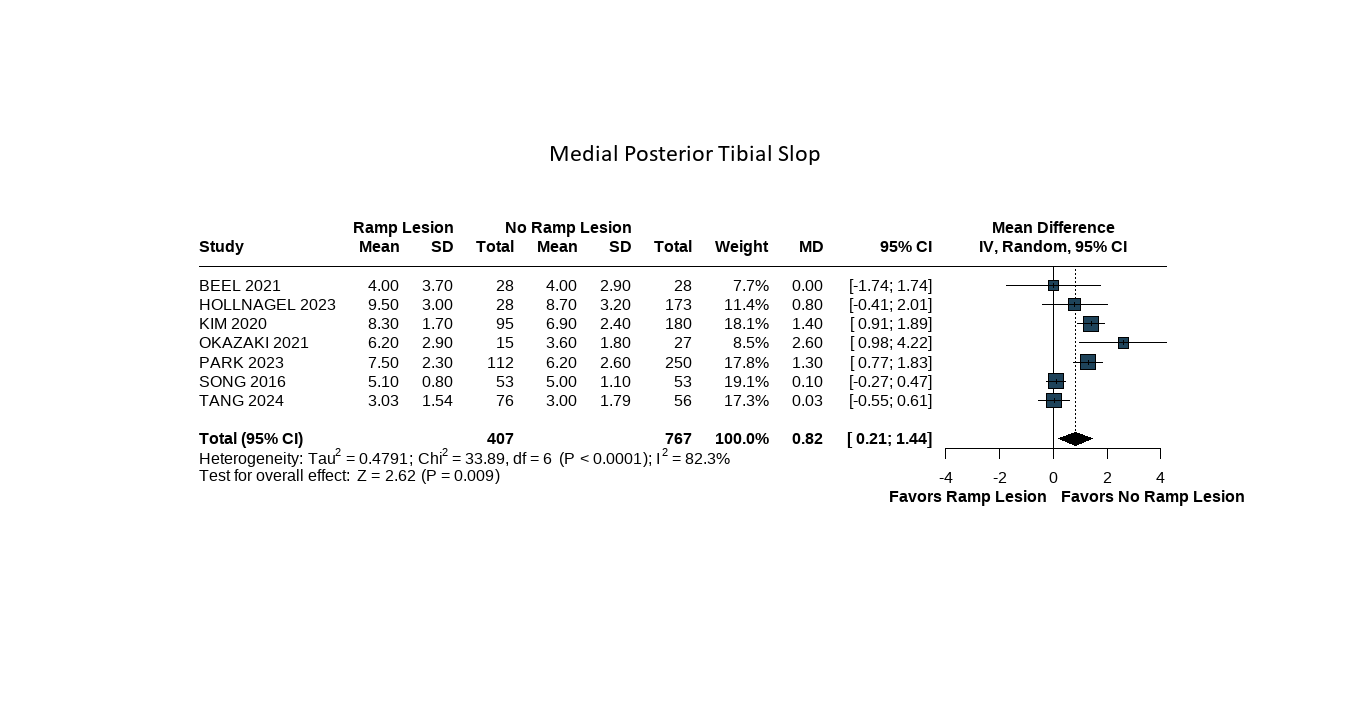 Medial Posterior Tibial Slop
Ramp Lesion No Ramp Lesion Mean Difference
Study Mean SD Total Mean SD Total Weight MD 95% CI IV, Random, 95% CI
BEEL 2021 4.00 3.70 28 4.00 2.90 28 7.7% 0.00 [-1.74; 1.74]
HOLLNAGEL 2023 9.50 3.00 28 8.70 3.20 173 11.4% 0.80 [-0.41; 2.01]
KIM 2020 8.30 1.70 95 6.90 2.40 180 18.1% 1.40 [ 0.91; 1.89]
OKAZAKI 2021 6.20 2.90 15 3.60 1.80 27 8.5% 2.60 [ 0.98; 4.22]
PARK 2023 7.50 2.30 112 6.20 2.60 250 17.8% 1.30 [ 0.77; 1.83]
SONG 2016 5.10 0.80 53 5.00 1.10 53 19.1% 0.10 [-0.27; 0.47]
TANG 2024 3.03 1.54 76 3.00 1.79 56 17.3% 0.03 [-0.55; 0.61]
Total (95% CI) 407 767 100.0% 0.82 [ 0.21; 1.44]
Heterogeneity: Tau² = 0.4791; Chi² = 33.89, df = 6 (P < 0.0001); I² = 82.3%
Test for overall effect: Z = 2.62 (P = 0.009)
-4 -2 0 2 4
Favors Ramp Lesion Favors No Ramp Lesion